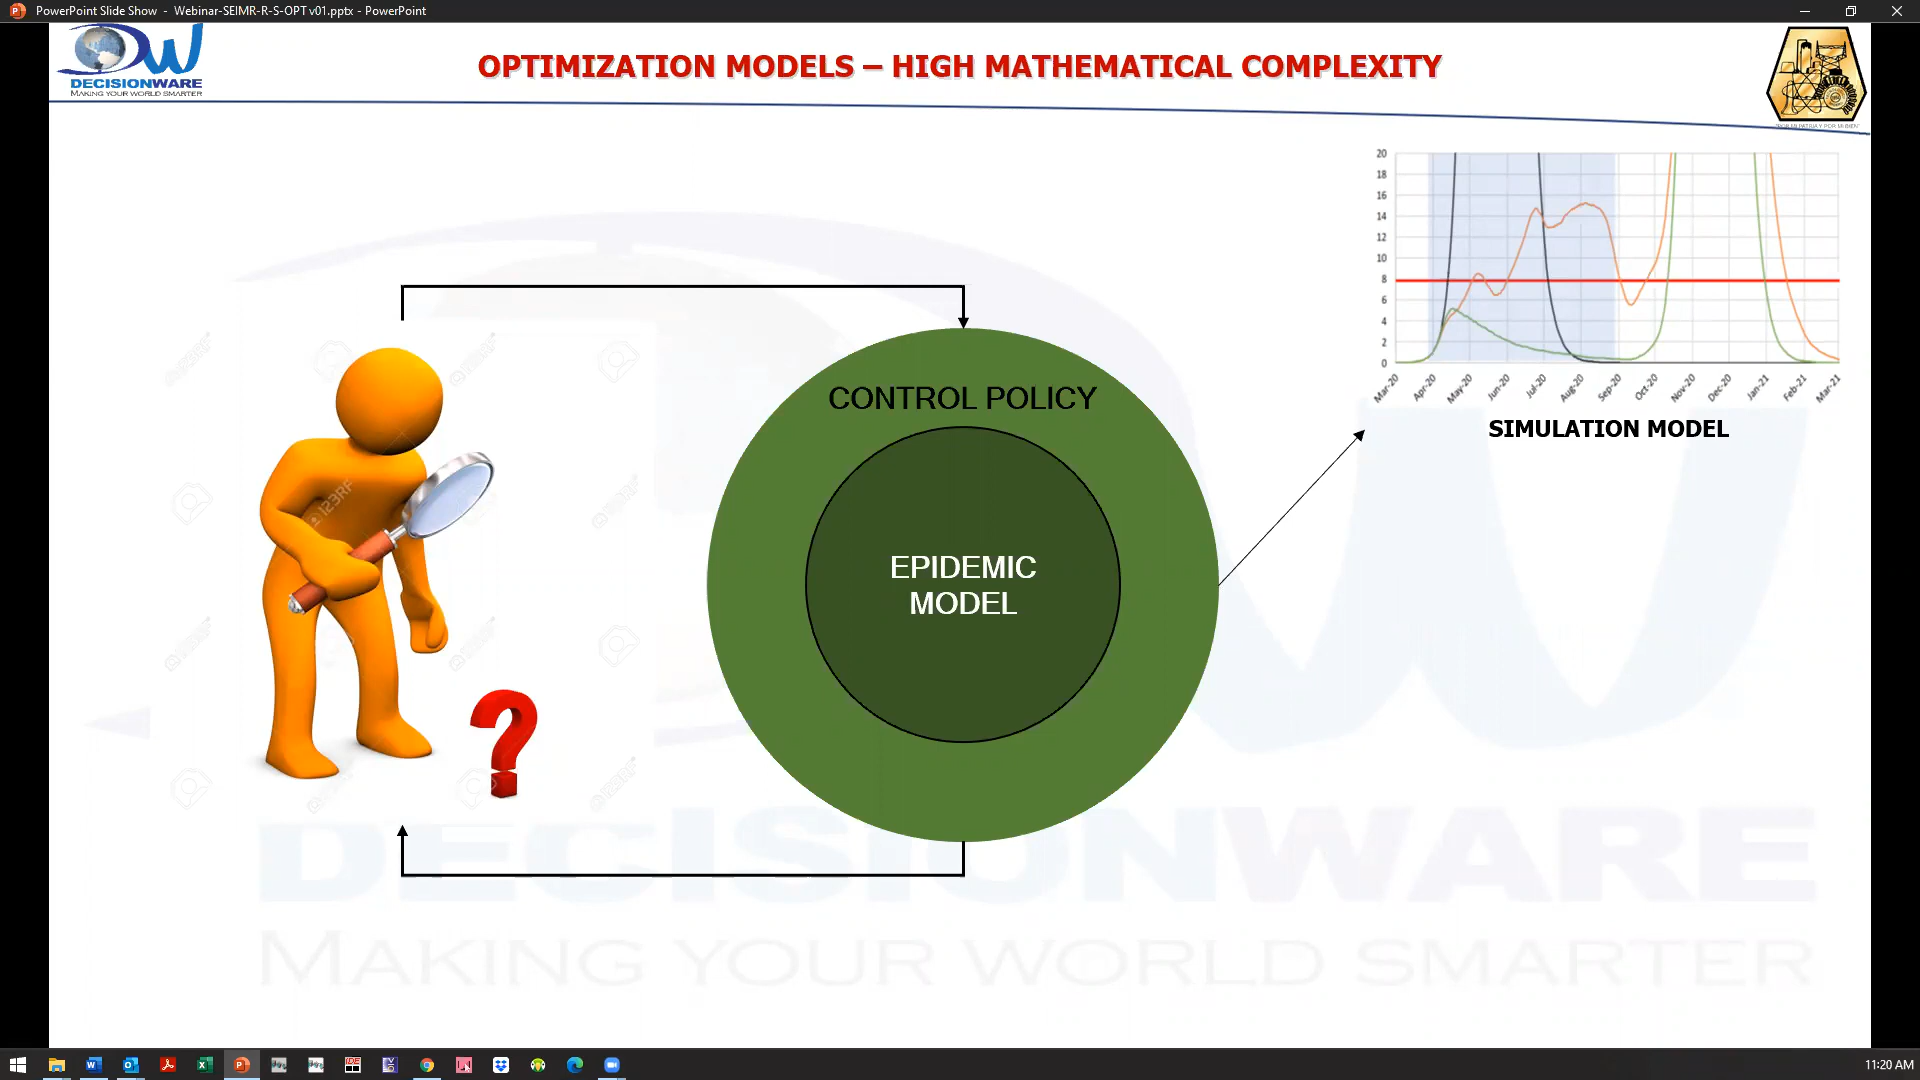 PowerPoint Slide Show - Webinar-SEIMR-R-S-OPT v01.pptx - PowerPoint
DW
DECISIONWARE
MAKING YOUR WORLD SMARTER
OPTIMIZATION MODELS – HIGH MATHEMATICAL COMPLEXITY
20
18
16
14
12
10
8
6
4
2
0
Mar-20
Apr-20
May-20
Jun-20
Jul-20
Aug-20
Sep-20
Oct-20
Nov-20
Dec-20
Jan-21
Feb-21
Mar-21
SIMULATION MODEL
CONTROL POLICY
EPIDEMIC
MODEL
123RF
?
DECISIONWARE
MAKING YOUR WORLD SMARTER
11:20 AM